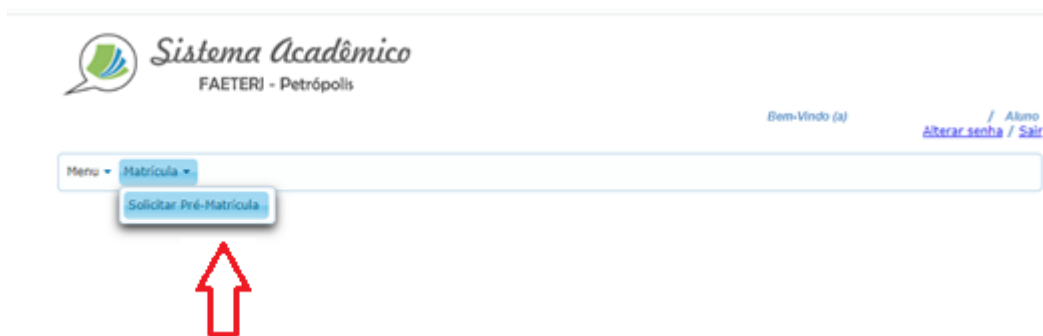 Sistema Acadêmico
FAETERJ - Petrópolis
Bem-Vindo (a) / Aluno
Alterar senha / Sair
Menu Matrícula
Solicitar Pré-Matrícula